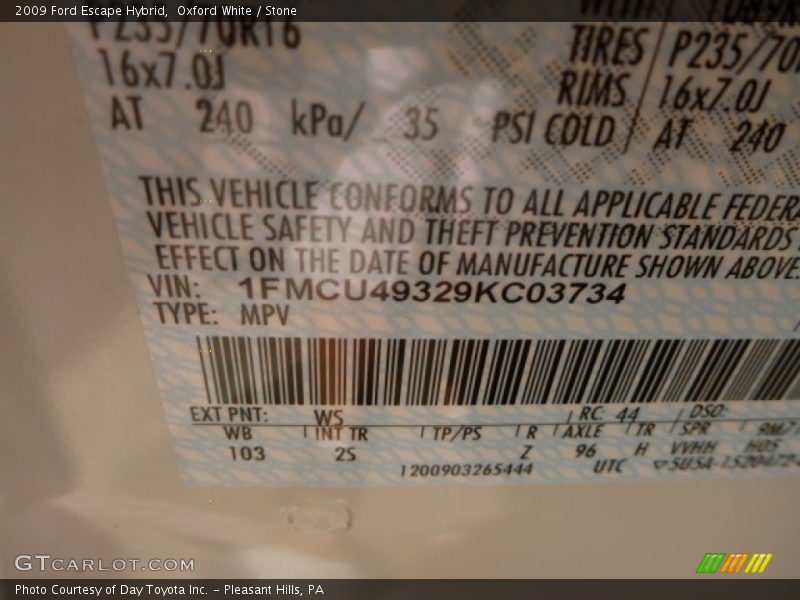 2009 Ford Escape Hybrid, Oxford White / Stone
P235/70R16
16x7.0J
AT 240 kPa/ 35 PSI COLD
TIRES P235/70
RIMS 16x7.0J
AT 240
THIS VEHICLE CONFORMS TO ALL APPLICABLE FEDERA
VEHICLE SAFETY AND THEFT PREVENTION STANDARDS
EFFECT ON THE DATE OF MANUFACTURE SHOWN ABOVE.
VIN: 1FMCU49329KC03734
TYPE: MPV
EXT PNT: WS RC: 44 DSO:
WB INT TR TP/PS R AXLE TR SPR
103 2S Z 96 H VVHH
1200903265444 UTC
GTCARLOT.COM
Photo Courtesy of Day Toyota Inc. - Pleasant Hills, PA